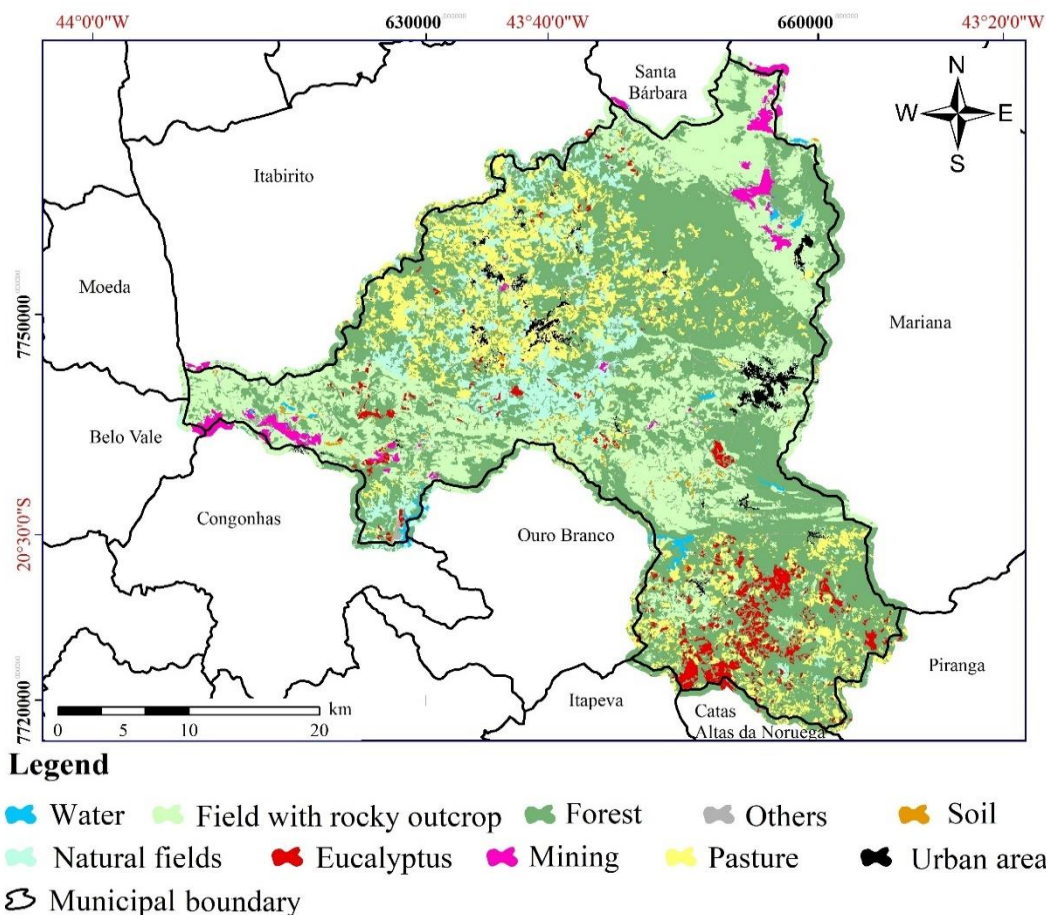 44°0'0"W 630000 43°40'0"W 660000 43°20'0"W
Santa
Bárbara
N
W E
S
Itabirito
Moeda
7750000
Mariana
Belo Vale
Congonhas
Ouro Branco
20°30'0"S
Piranga
Itapeva
Catas
Altas da Noruega
7720000
km
0 5 10 20
Legend
Water Field with rocky outcrop Forest Others Soil
Natural fields Eucalyptus Mining Pasture Urban area
Municipal boundary